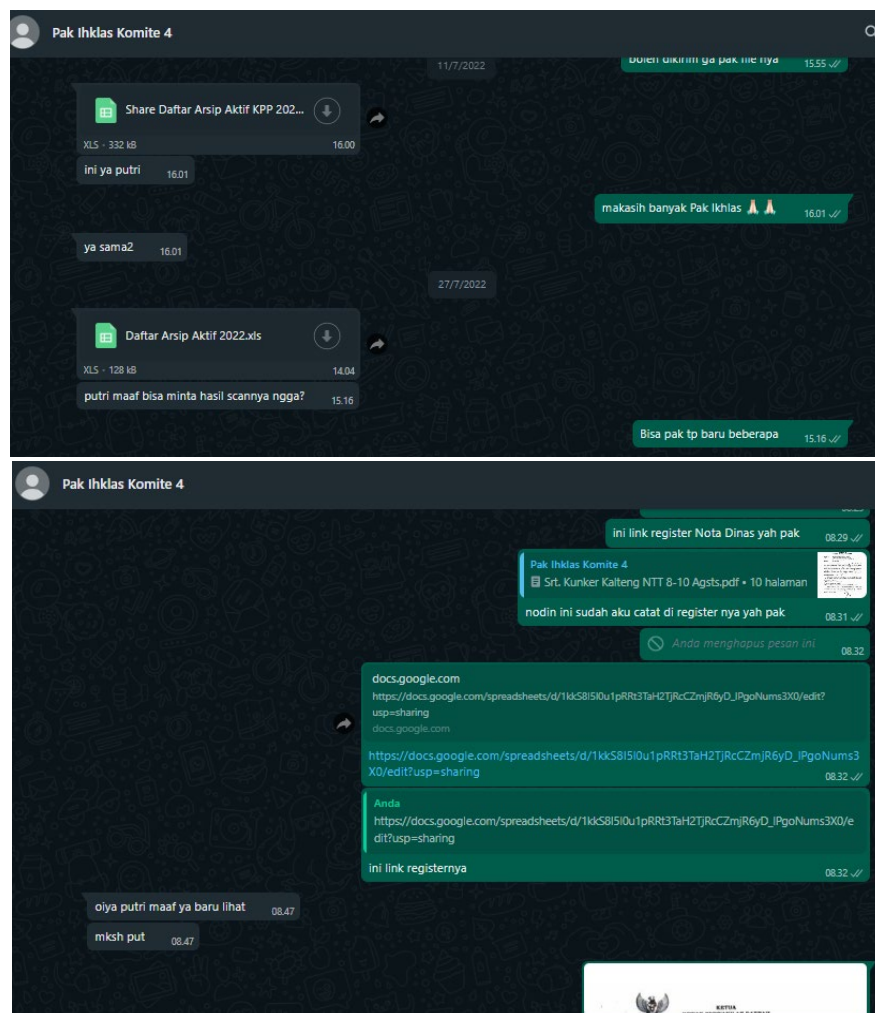 Pak Ihklas Komite 4
11/7/2022
boleh dikirim ga pak file nya 15.55
Share Daftar Arsip Aktif KPP 202...
XLS · 332 kB 16.00
ini ya putri 16.01
makasih banyak Pak Ikhlas 🙏🏻 🙏🏻 16.01
ya sama2 16.01
27/7/2022
Daftar Arsip Aktif 2022.xls
XLS · 128 kB 14.04
putri maaf bisa minta hasil scannya ngga? 15.16
Bisa pak tp baru beberapa 15.16
Pak Ihklas Komite 4
ini link register Nota Dinas yah pak 08.29
Pak Ihklas Komite 4
Srt. Kunker Kalteng NTT 8-10 Agsts.pdf • 10 halaman
nodin ini sudah aku catat di register nya yah pak 08.31
Anda menghapus pesan ini 08.32
docs.google.com
https://docs.google.com/spreadsheets/d/1kkS8I5I0u1pRRt3TaH2TjRcCZmjR6yD_lPgoNums3X0/edit?
usp=sharing
docs.google.com
https://docs.google.com/spreadsheets/d/1kkS8I5I0u1pRRt3TaH2TjRcCZmjR6yD_lPgoNums3
X0/edit?usp=sharing 08.32
Anda
https://docs.google.com/spreadsheets/d/1kkS8I5I0u1pRRt3TaH2TjRcCZmjR6yD_lPgoNums3X0/e
dit?usp=sharing
ini link registernya 08.32
oiya putri maaf ya baru lihat 08.47
mksh put 08.47
KETUA